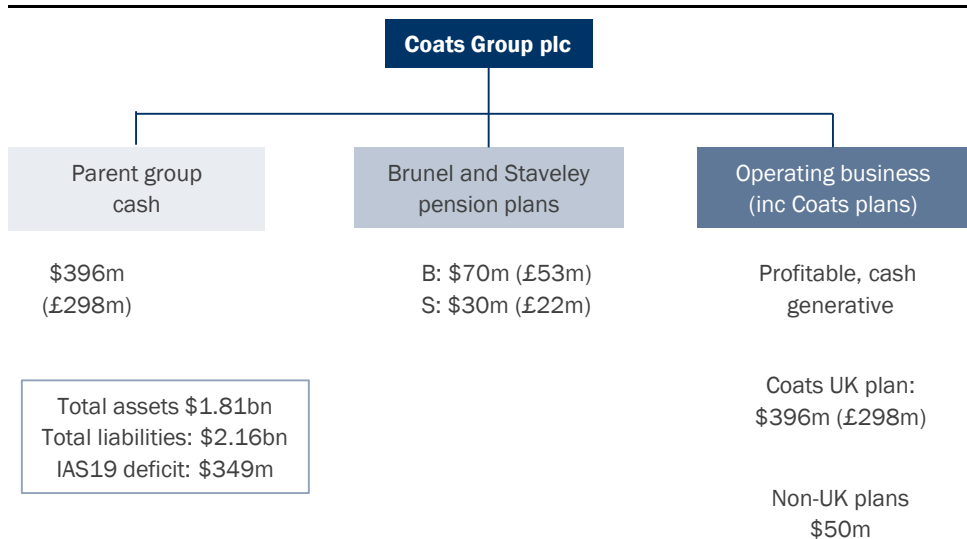 Coats Group plc
Parent group
cash
Brunel and Staveley
pension plans
Operating business
(inc Coats plans)
$396m
(£298m)
B: $70m (£53m)
S: $30m (£22m)
Profitable, cash
generative
Total assets $1.81bn
Total liabilities: $2.16bn
IAS19 deficit: $349m
Coats UK plan:
$396m (£298m)
Non-UK plans
$50m